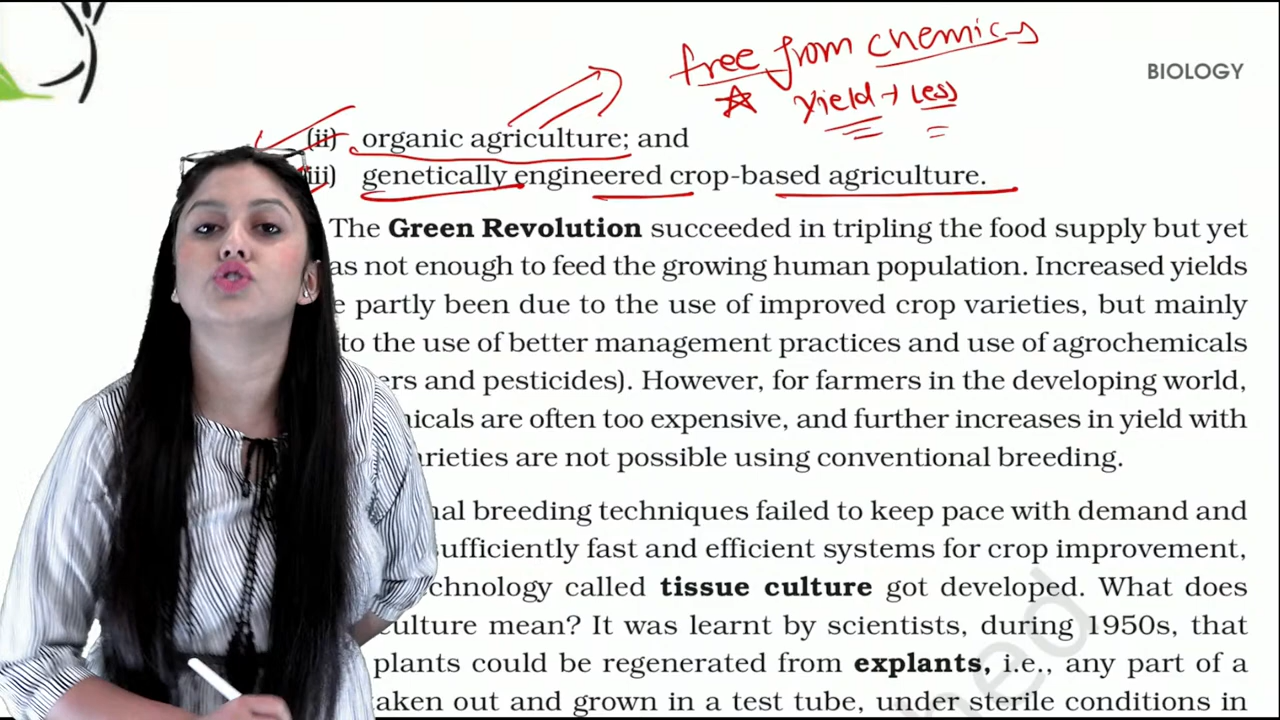 free from chemics
BIOLOGY
Yield → less
(ii) organic agriculture; and
iii) genetically engineered crop-based agriculture.
The Green Revolution succeeded in tripling the food supply but yet
as not enough to feed the growing human population. Increased yields
e partly been due to the use of improved crop varieties, but mainly
to the use of better management practices and use of agrochemicals
ers and pesticides). However, for farmers in the developing world,
icals are often too expensive, and further increases in yield with
rieties are not possible using conventional breeding.
nal breeding techniques failed to keep pace with demand and
sufficiently fast and efficient systems for crop improvement,
chnology called tissue culture got developed. What does
culture mean? It was learnt by scientists, during 1950s, that
plants could be regenerated from explants, i.e., any part of a
taken out and grown in a test tube, under sterile conditions in